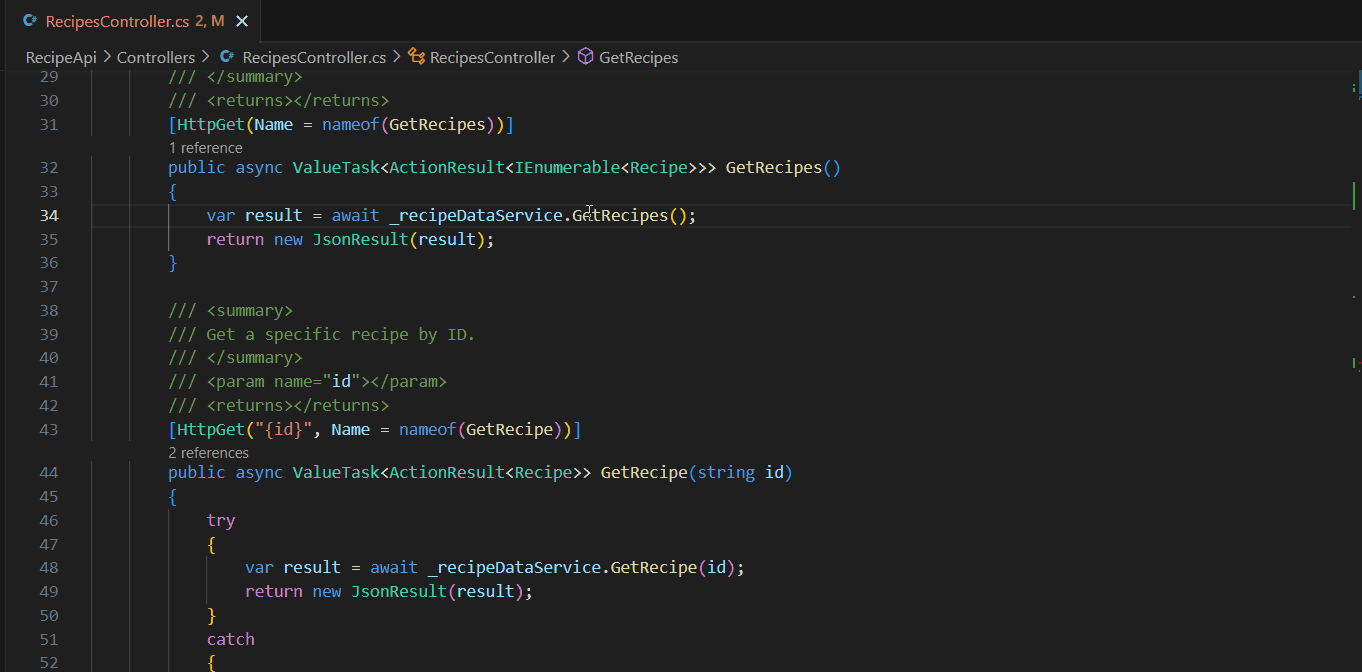 C# RecipesController.cs 2, M ×
RecipeApi > Controllers > C# RecipesController.cs > RecipesController > GetRecipes
29 /// </summary>
30 /// <returns></returns>
31 [HttpGet(Name = nameof(GetRecipes))]
1 reference
32 public async ValueTask<ActionResult<IEnumerable<Recipe>>> GetRecipes()
33 {
34 var result = await _recipeDataService.GetRecipes();
35 return new JsonResult(result);
36 }
37
38 /// <summary>
39 /// Get a specific recipe by ID.
40 /// </summary>
41 /// <param name="id"></param>
42 /// <returns></returns>
43 [HttpGet("{id}", Name = nameof(GetRecipe))]
2 references
44 public async ValueTask<ActionResult<Recipe>> GetRecipe(string id)
45 {
46 try
47 {
48 var result = await _recipeDataService.GetRecipe(id);
49 return new JsonResult(result);
50 }
51 catch
52 {